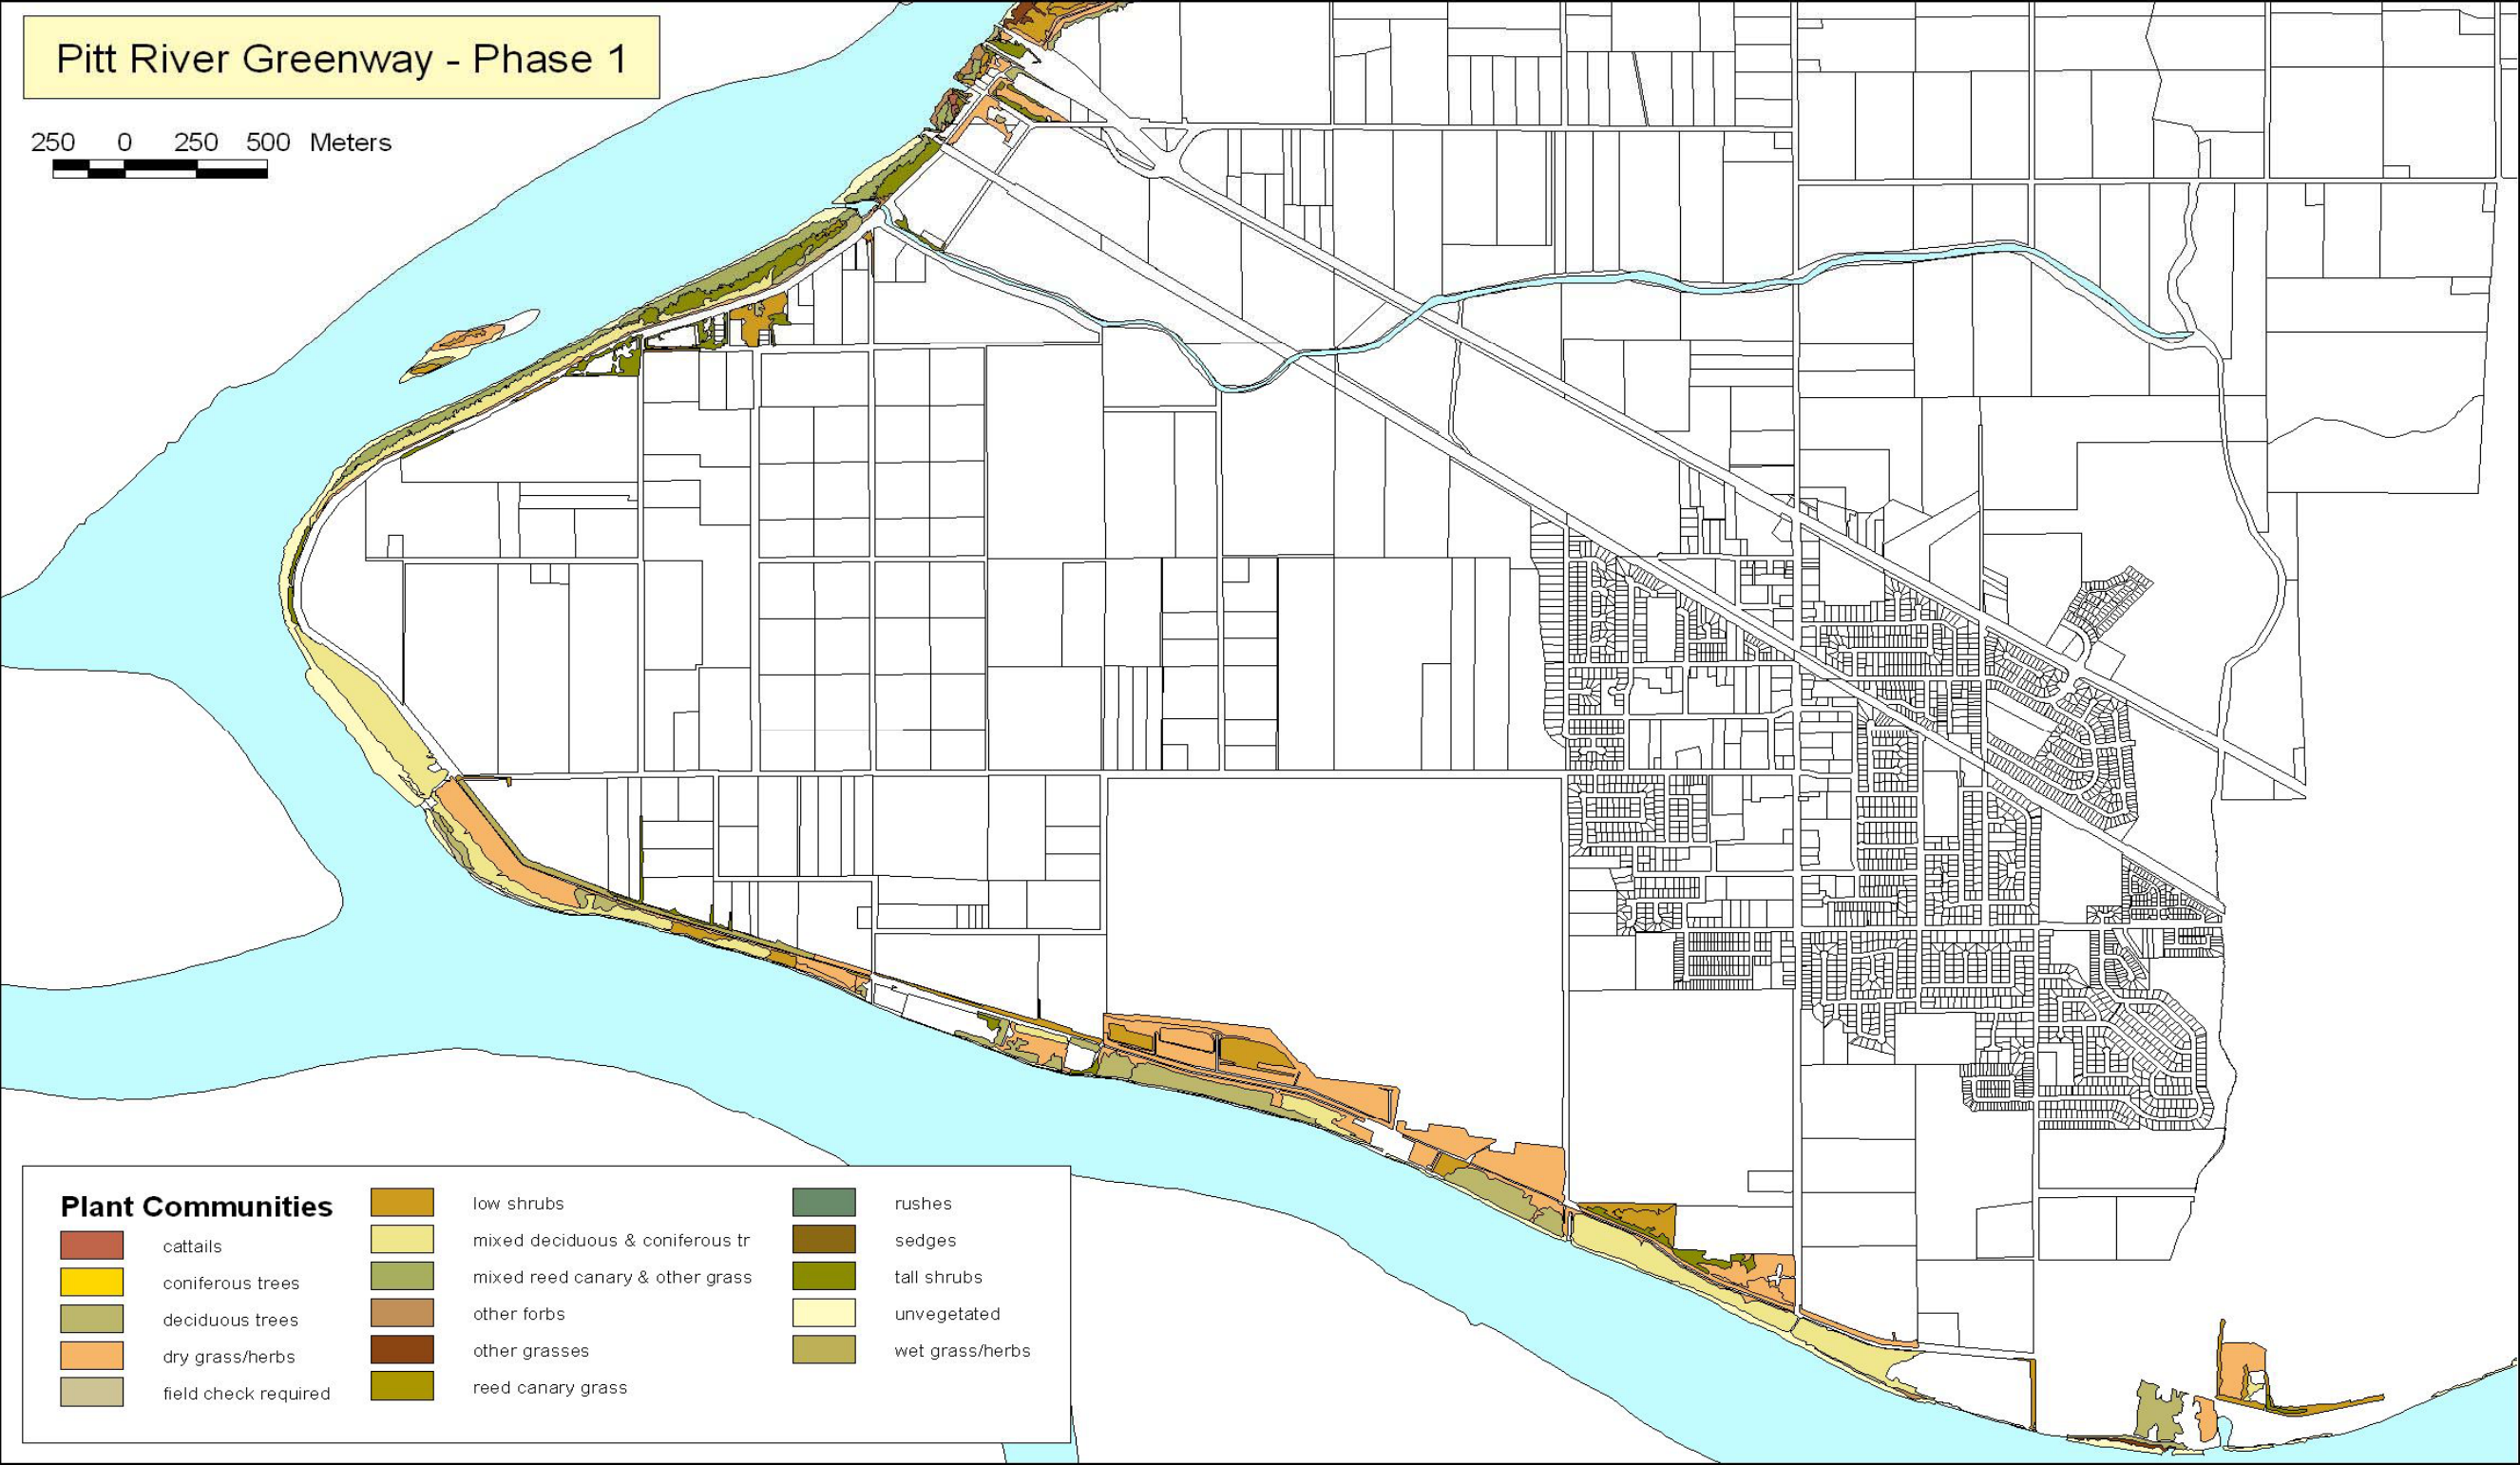 Pitt River Greenway - Phase 1
250 0 250 500 Meters
Plant Communities
cattails
coniferous trees
deciduous trees
dry grass/herbs
field check required
low shrubs
mixed deciduous & coniferous tr
mixed reed canary & other grass
other forbs
other grasses
reed canary grass
rushes
sedges
tall shrubs
unvegetated
wet grass/herbs